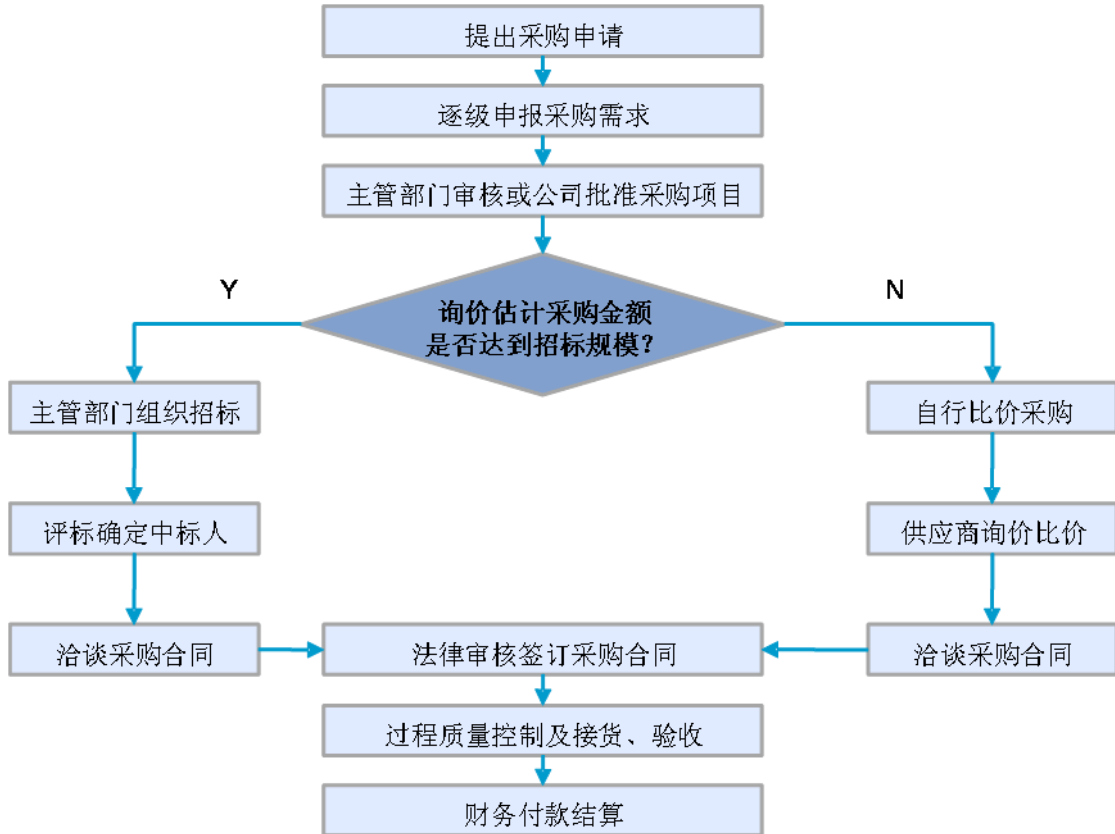 提出采购申请
逐级申报采购需求
主管部门审核或公司批准采购项目
Y
N
询价估计采购金额
是否达到招标规模？
主管部门组织招标
自行比价采购
评标确定中标人
供应商询价比价
洽谈采购合同
法律审核签订采购合同
洽谈采购合同
过程质量控制及接货、验收
财务付款结算